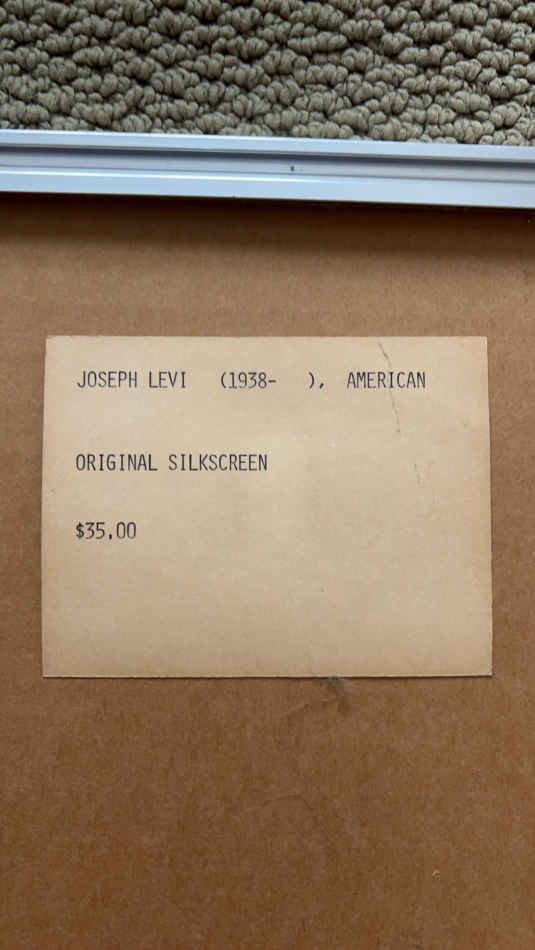 JOSEPH LEVI (1938- ), AMERICAN
ORIGINAL SILKSCREEN
$35.00